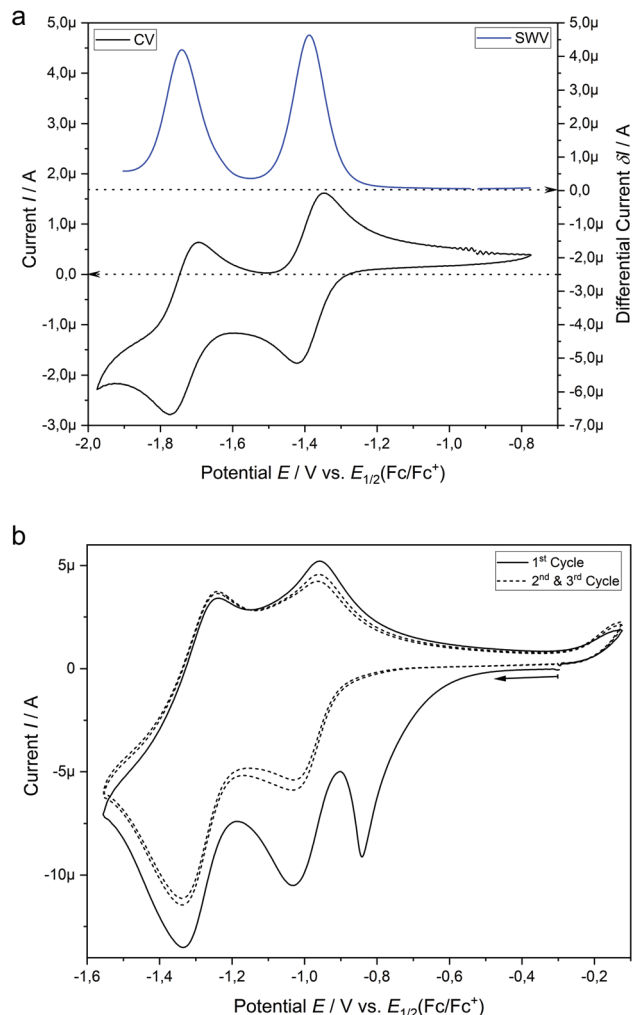 a
CV
SWV
5,0μ
4,0μ
3,0μ
2,0μ
1,0μ
0,0
-1,0μ
-2,0μ
-3,0μ
Current I / A
5,0μ
4,0μ
3,0μ
2,0μ
1,0μ
0,0
-1,0μ
-2,0μ
-3,0μ
-4,0μ
-5,0μ
-6,0μ
-7,0μ
Differential Current δI / A
-2,0 -1,8 -1,6 -1,4 -1,2 -1,0 -0,8
Potential E / V vs. E1/2(Fc/Fc+)
b
1st Cycle
2nd & 3rd Cycle
5μ
0
-5μ
-10μ
Current I / A
-1,6 -1,4 -1,2 -1,0 -0,8 -0,6 -0,4 -0,2
Potential E / V vs. E1/2(Fc/Fc+)